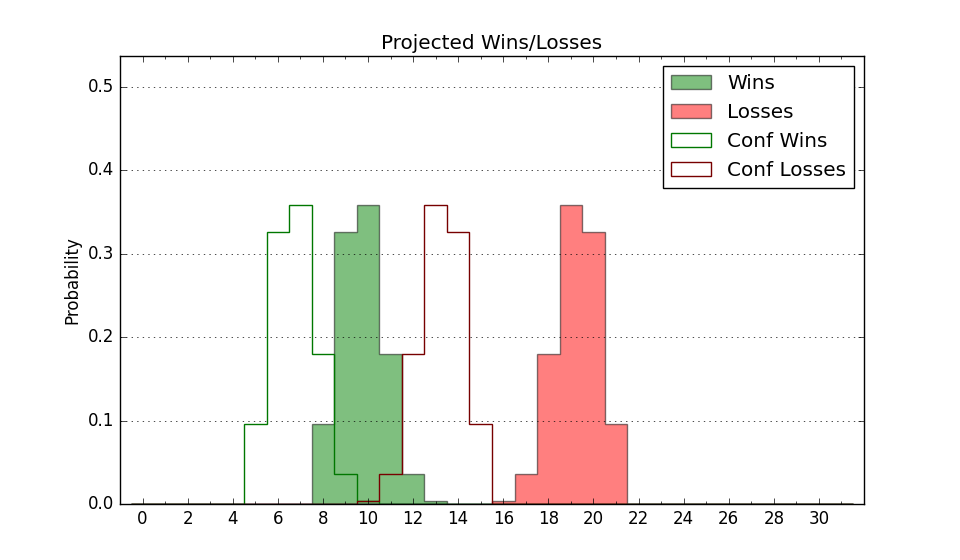 Projected Wins/Losses
Wins
Losses
Conf Wins
Conf Losses
Probability
0.5
0.4
0.3
0.2
0.1
0.0
0 2 4 6 8 10 12 14 16 18 20 22 24 26 28 30